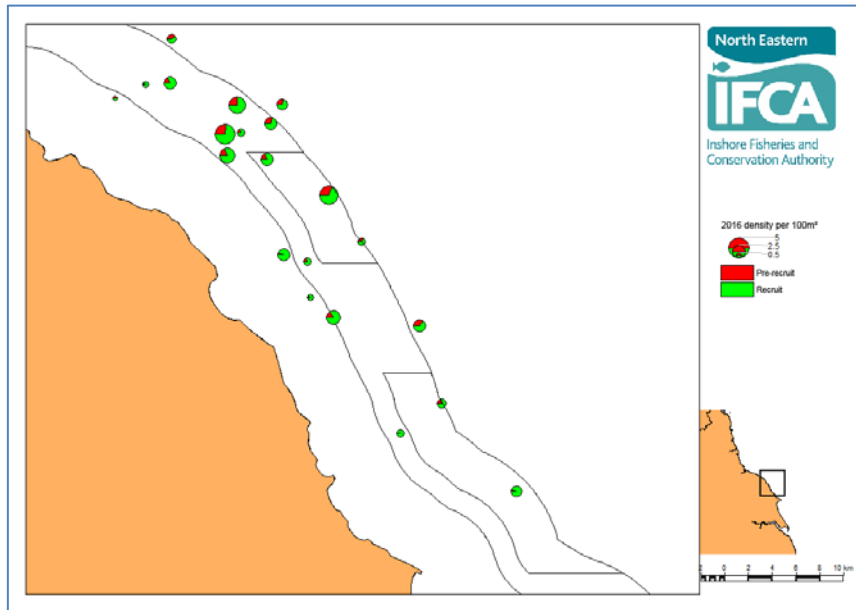 North Eastern
IFCA
Inshore Fisheries and
Conservation Authority
2016 density per 100m²
5
2.5
0.5
Pre-recruit
Recruit
2 0 2 4 6 8 10 km